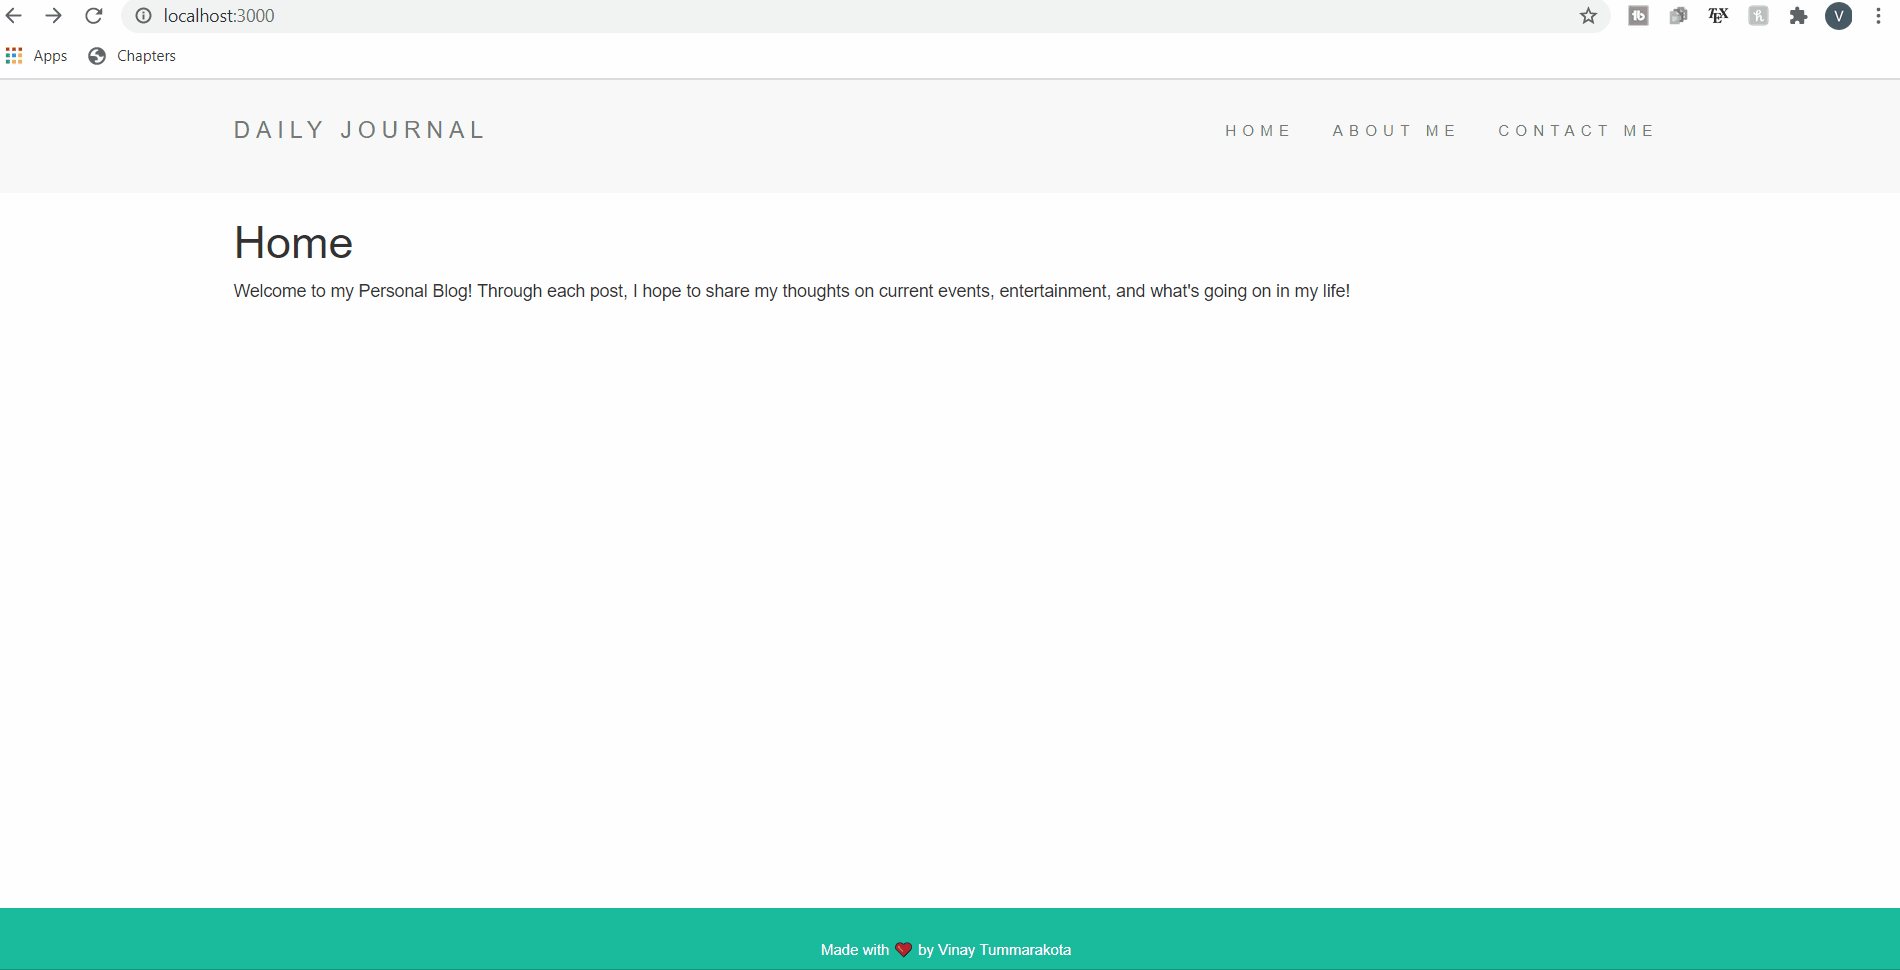 localhost:3000
tb
TEX
h
V
Apps
Chapters
DAILY JOURNAL
HOME
ABOUT ME
CONTACT ME
Home
Welcome to my Personal Blog! Through each post, I hope to share my thoughts on current events, entertainment, and what's going on in my life!
Made with ❤ by Vinay Tummarakota